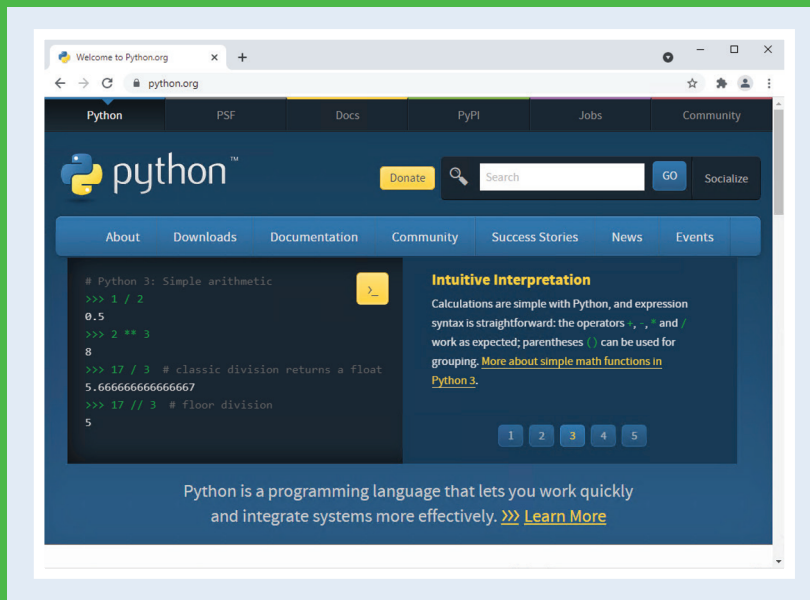 Welcome to Python.org
python.org
Python PSF Docs PyPI Jobs Community
python™
Donate Search GO Socialize
About Downloads Documentation Community Success Stories News Events
# Python 3: Simple arithmetic
>>> 1 / 2
0.5
>>> 2 ** 3
8
>>> 17 / 3  # classic division returns a float
5.666666666666667
>>> 17 // 3  # floor division
5
>_
Intuitive Interpretation
Calculations are simple with Python, and expression
syntax is straightforward: the operators +, -, * and /
work as expected; parentheses () can be used for
grouping. More about simple math functions in
Python 3.
1 2 3 4 5
Python is a programming language that lets you work quickly
and integrate systems more effectively. >>> Learn More